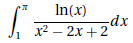 ∫₁^π ln(x) / (x² − 2x + 2) dx